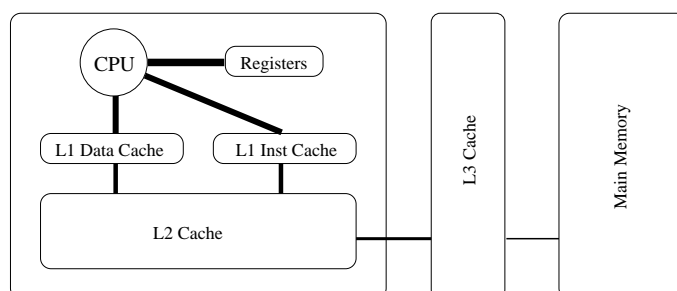 CPU
Registers
L1 Data Cache
L1 Inst Cache
L2 Cache
L3 Cache
Main Memory